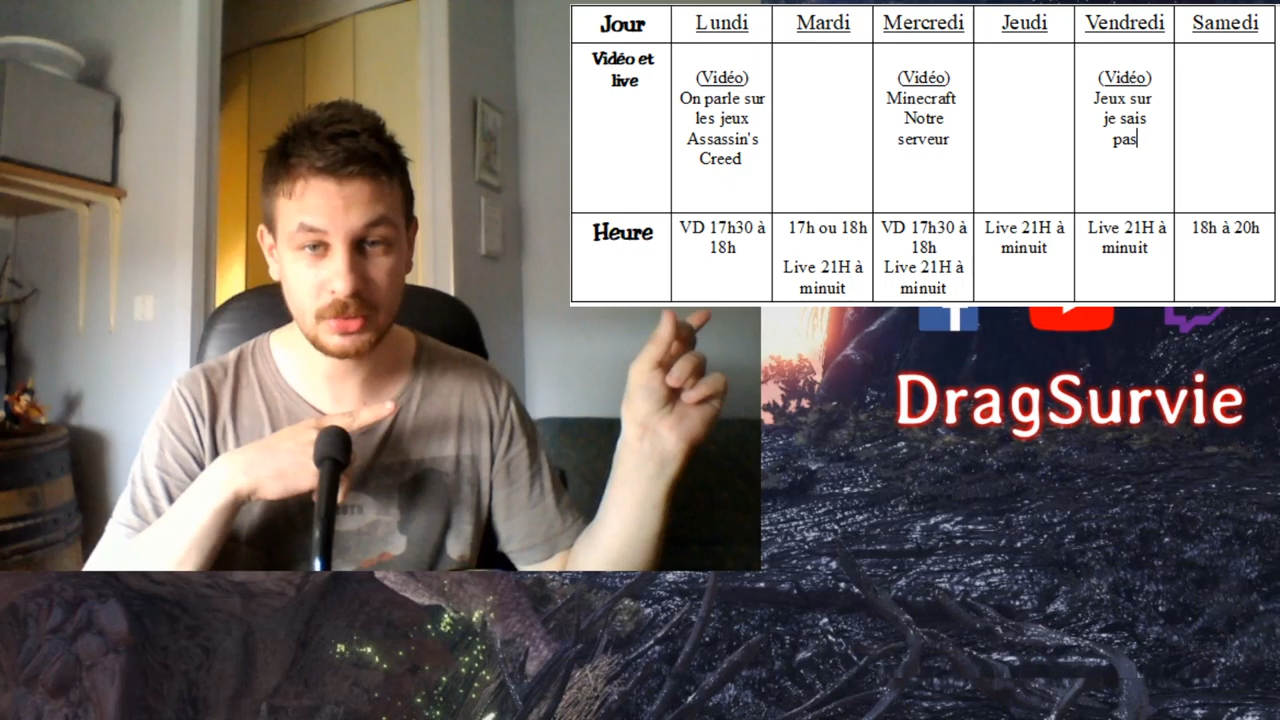 Jour Lundi Mardi Mercredi Jeudi Vendredi Samedi
Vidéo et
live
(Vidéo)
On parle sur
les jeux
Assassin's
Creed
(Vidéo)
Minecraft
Notre
serveur
(Vidéo)
Jeux sur
je sais
pas
Heure
VD 17h30 à
18h
17h ou 18h
Live 21H à
minuit
VD 17h30 à
18h
Live 21H à
minuit
Live 21H à
minuit
Live 21H à
minuit
18h à 20h
DragSurvie